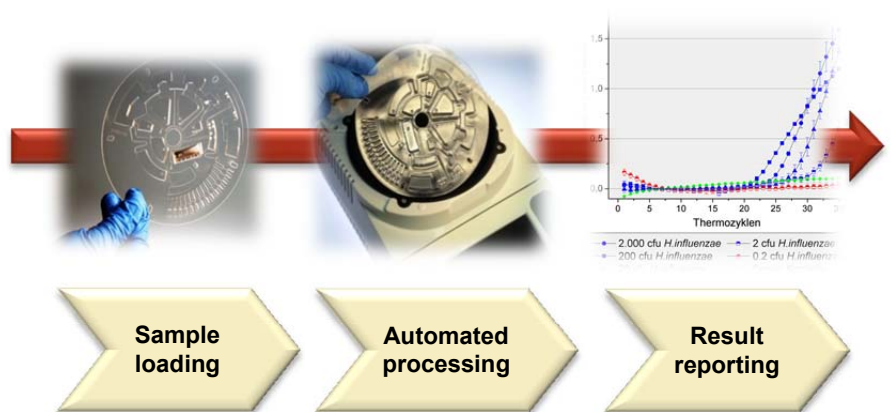 1.5
1.0
0.5
0.0
0 5 10 15 20 25 30 35
Thermozyklen
2.000 cfu H.influenzae 2 cfu H.influenzae
200 cfu H.influenzae 0.2 cfu H.influenzae
Sample
loading
Automated
processing
Result
reporting